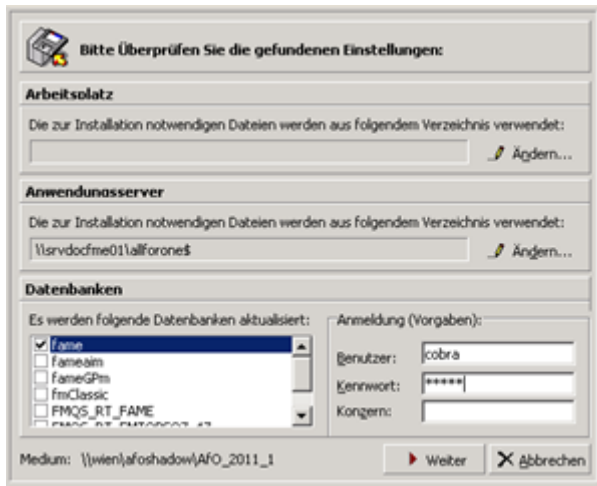 Bitte Überprüfen Sie die gefundenen Einstellungen:
Arbeitsplatz
Die zur Installation notwendigen Dateien werden aus folgendem Verzeichnis verwendet:
Ändern...
Anwendungsserver
Die zur Installation notwendigen Dateien werden aus folgendem Verzeichnis verwendet:
\\srvdocfme01\allforone$
Ändern...
Datenbanken
Es werden folgende Datenbanken aktualisiert:
fame
fameaim
fameGPm
fmClassic
FMQS_RT_FAME
Anmeldung (Vorgaben):
Benutzer: cobra
Kennwort: *****
Konzern:
Medium: \\wien\afoshadow\AfO_2011_1
Weiter
Abbrechen